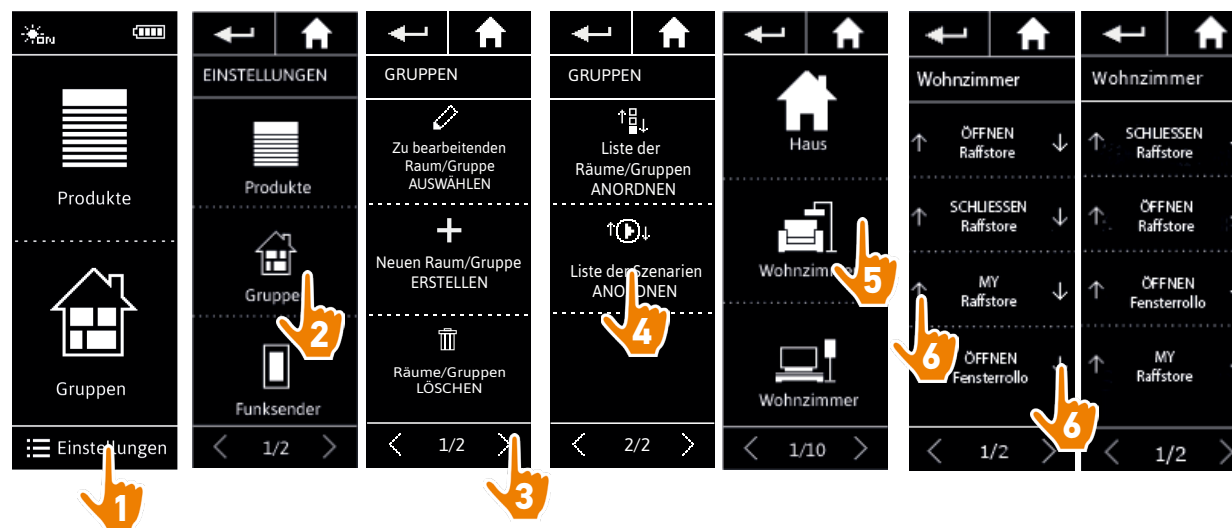 ON
Produkte
Gruppen
Einstellungen
1
EINSTELLUNGEN
Produkte
Gruppen
2
Funksender
1/2
GRUPPEN
Zu bearbeitenden
Raum/Gruppe
AUSWÄHLEN
Neuen Raum/Gruppe
ERSTELLEN
Räume/Gruppen
LÖSCHEN
1/2
3
GRUPPEN
Liste der
Räume/Gruppen
ANORDNEN
Liste der Szenarien
ANORDNEN
4
2/2
Haus
Wohnzimmer
5
Wohnzimmer
1/10
Wohnzimmer
ÖFFNEN
Raffstore
SCHLIESSEN
Raffstore
MY
Raffstore
6
ÖFFNEN
Fensterrollo
6
1/2
Wohnzimmer
SCHLIESSEN
Raffstore
ÖFFNEN
Raffstore
ÖFFNEN
Fensterrollo
MY
Raffstore
1/2